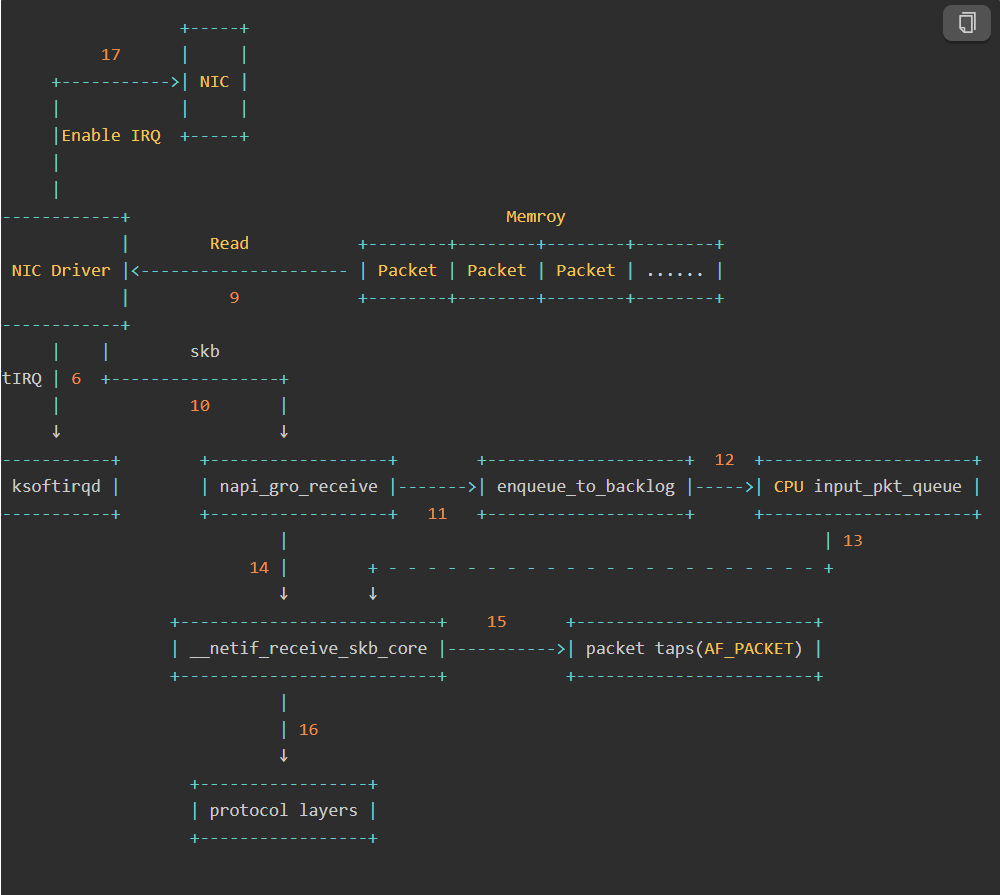 17
NIC
Enable IRQ
Memroy
Read
NIC Driver Packet Packet Packet ......
9
skb
tIRQ 6
10
12
ksoftirqd napi_gro_receive enqueue_to_backlog CPU input_pkt_queue
11
13
14
15
__netif_receive_skb_core packet taps(AF_PACKET)
16
protocol layers